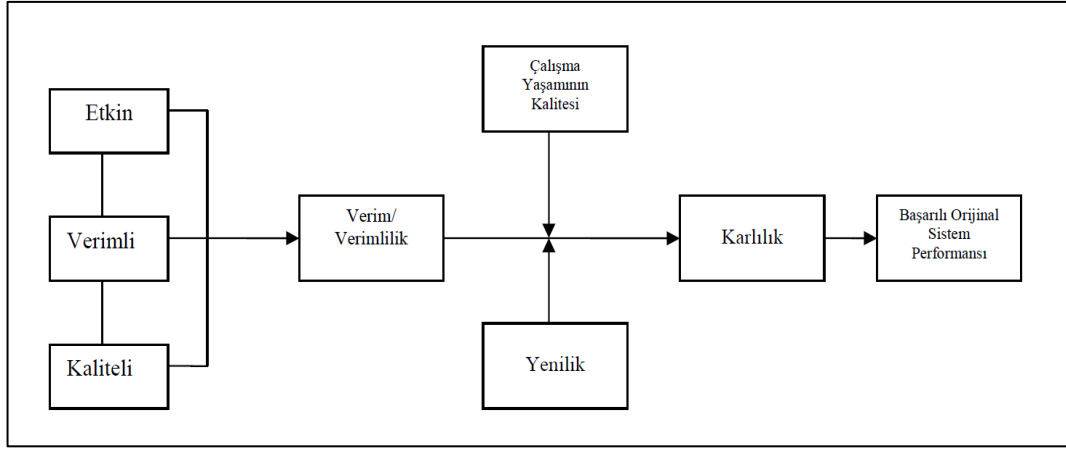 Etkin
Verimli
Kaliteli
Verim/
Verimlilik
Çalışma
Yaşamının
Kalitesi
Yenilik
Karlılık
Başarılı Orijinal
Sistem
Performansı